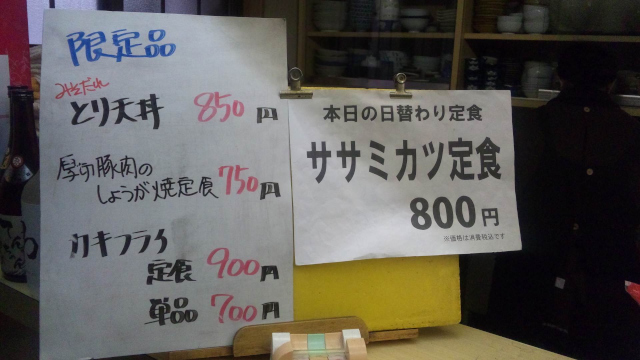 限定品
みそだれ
とり天丼 850円
厚切豚肉の
しょうが焼定食 750円
カキフライ
定食 900円
単品 700円
本日の日替わり定食
ササミカツ定食
800円
※価格は消費税込です